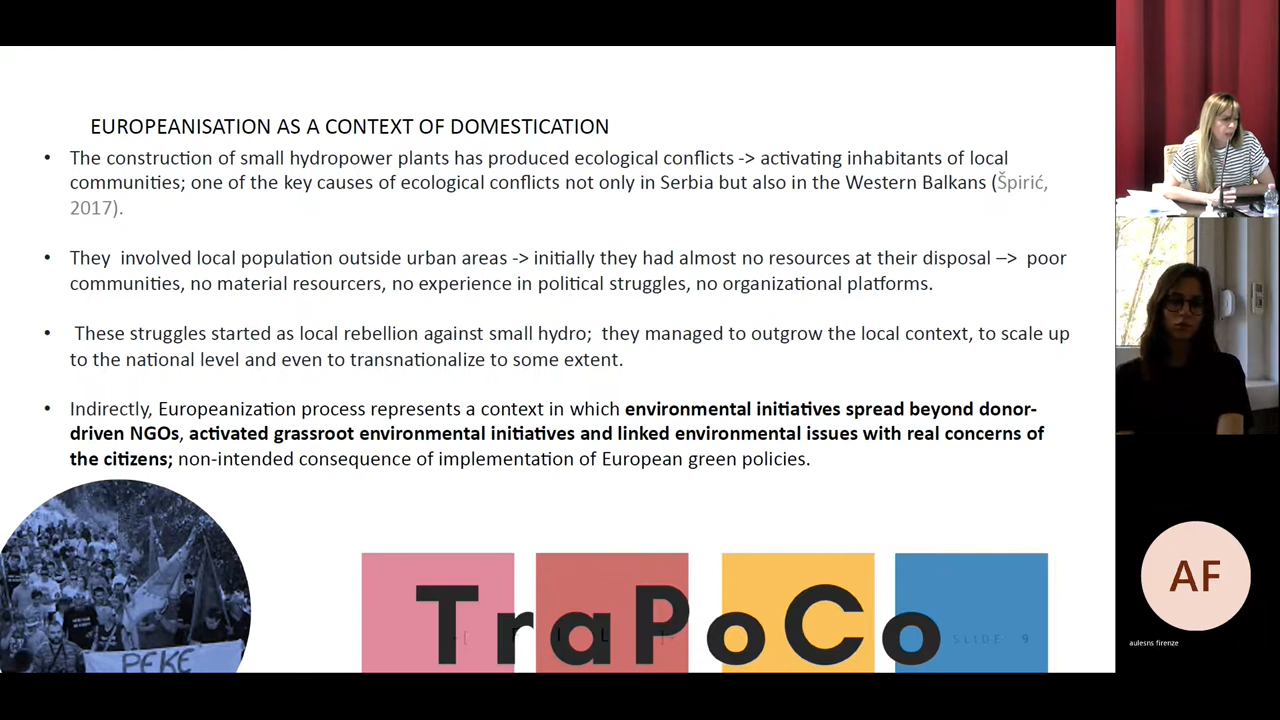 EUROPEANISATION AS A CONTEXT OF DOMESTICATION
• The construction of small hydropower plants has produced ecological conflicts -> activating inhabitants of local
communities; one of the key causes of ecological conflicts not only in Serbia but also in the Western Balkans (Špirić,
2017).
• They involved local population outside urban areas -> initially they had almost no resources at their disposal –> poor
communities, no material resourcers, no experience in political struggles, no organizational platforms.
• These struggles started as local rebellion against small hydro; they managed to outgrow the local context, to scale up
to the national level and even to transnationalize to some extent.
• Indirectly, Europeanization process represents a context in which environmental initiatives spread beyond donor-
driven NGOs, activated grassroot environmental initiatives and linked environmental issues with real concerns of
the citizens; non-intended consequence of implementation of European green policies.
РЕКЕ
TraPoCo
SLIDE 9
AF
aulesns firenze